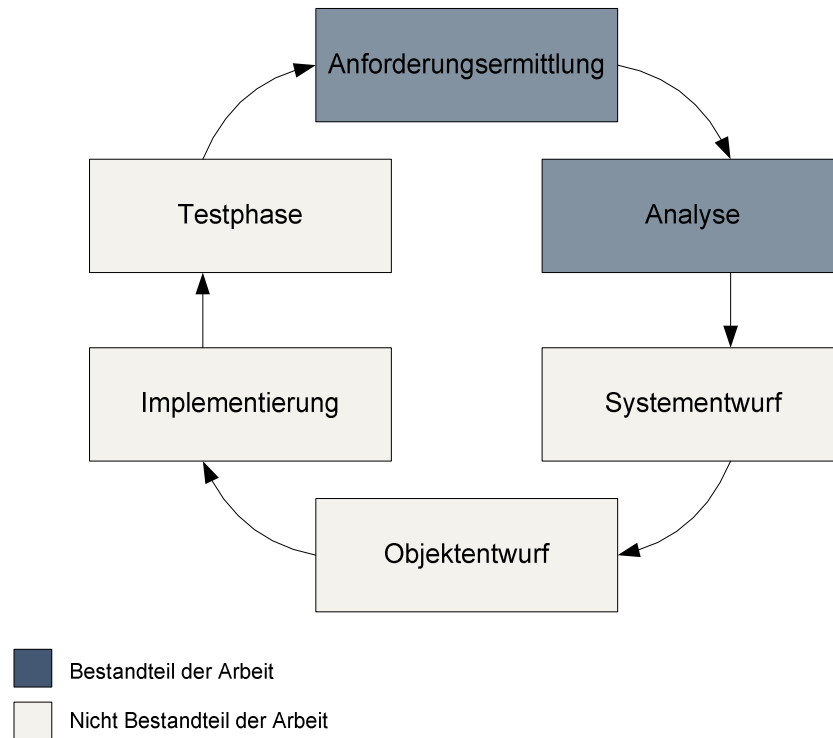 Anforderungsermittlung
Testphase
Analyse
Implementierung
Systementwurf
Objektentwurf
Bestandteil der Arbeit
Nicht Bestandteil der Arbeit